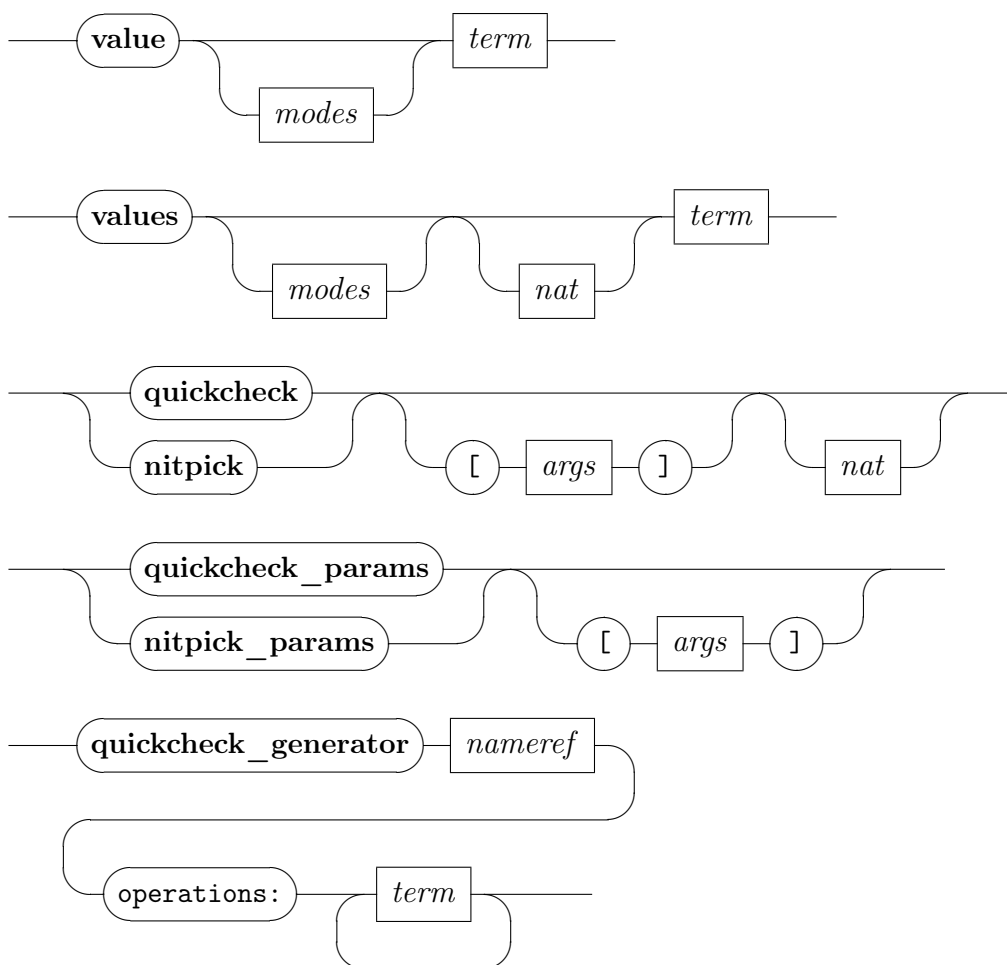 value term
modes
values term
modes nat
quickcheck
nitpick [ args ] nat
quickcheck_params
nitpick_params [ args ]
quickcheck_generator nameref
operations: term